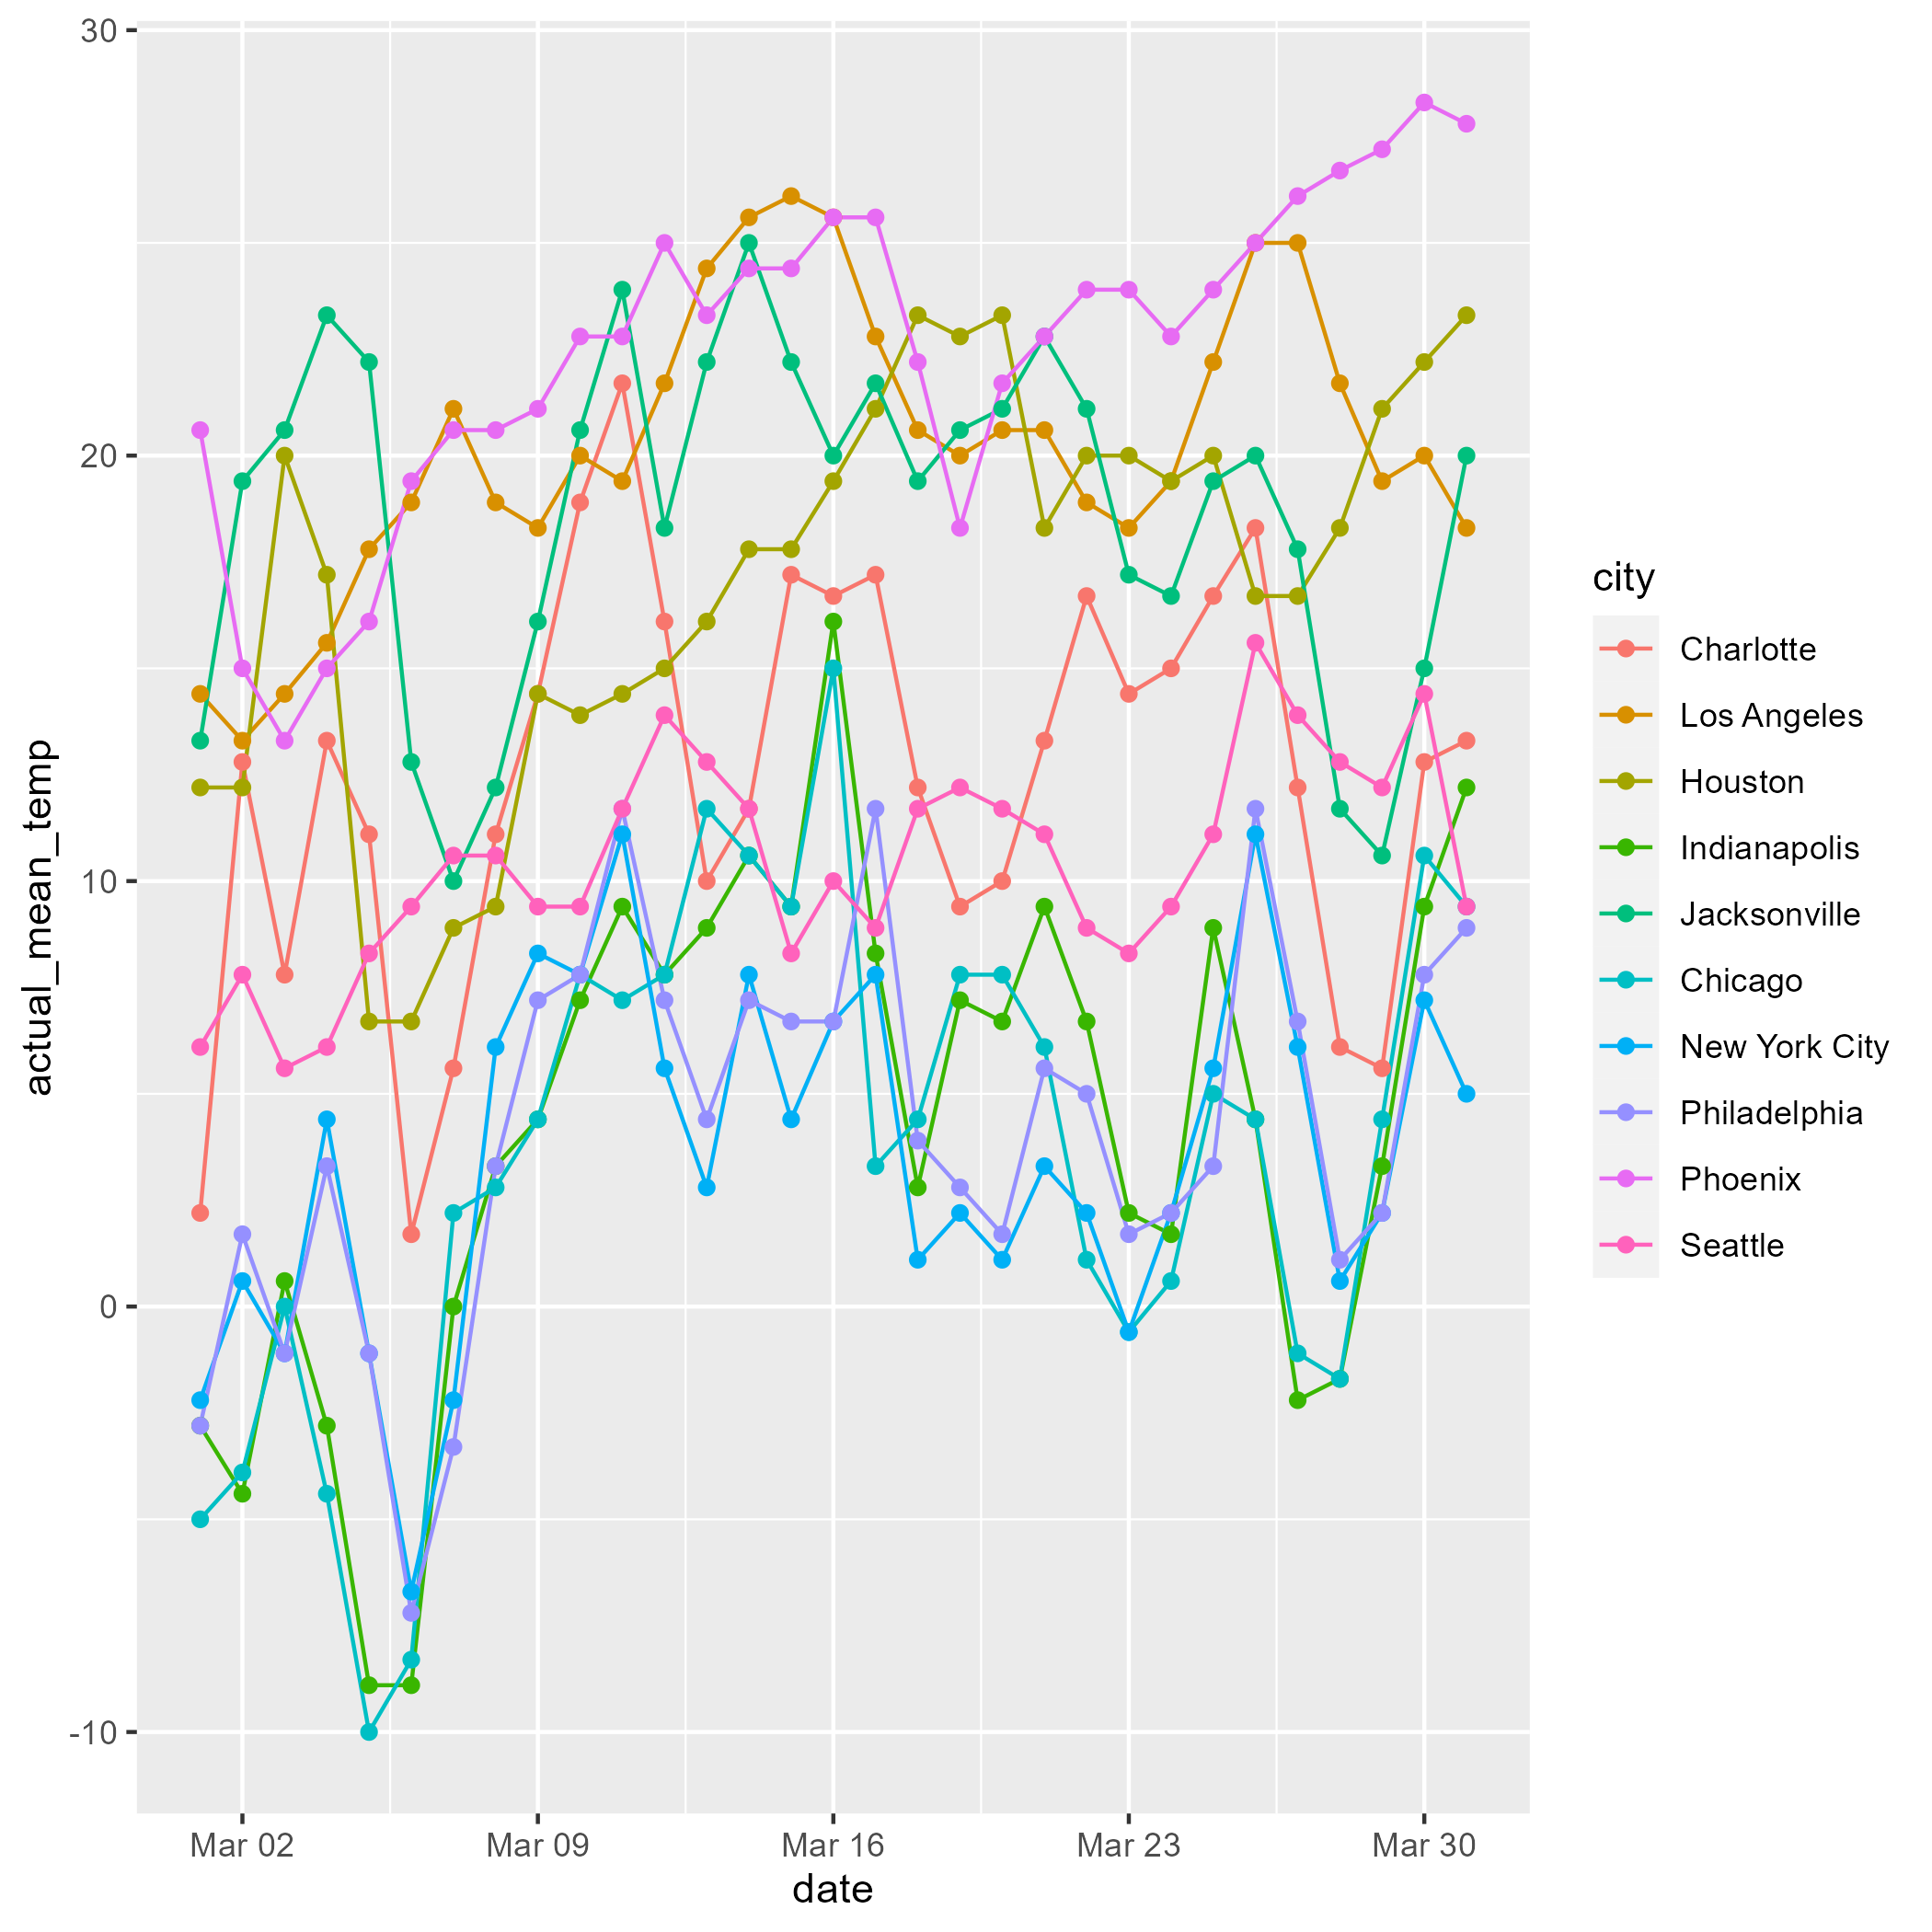 30
20
10
0
-10
actual_mean_temp
Mar 02
Mar 09
Mar 16
Mar 23
Mar 30
date
city
Charlotte
Los Angeles
Houston
Indianapolis
Jacksonville
Chicago
New York City
Philadelphia
Phoenix
Seattle